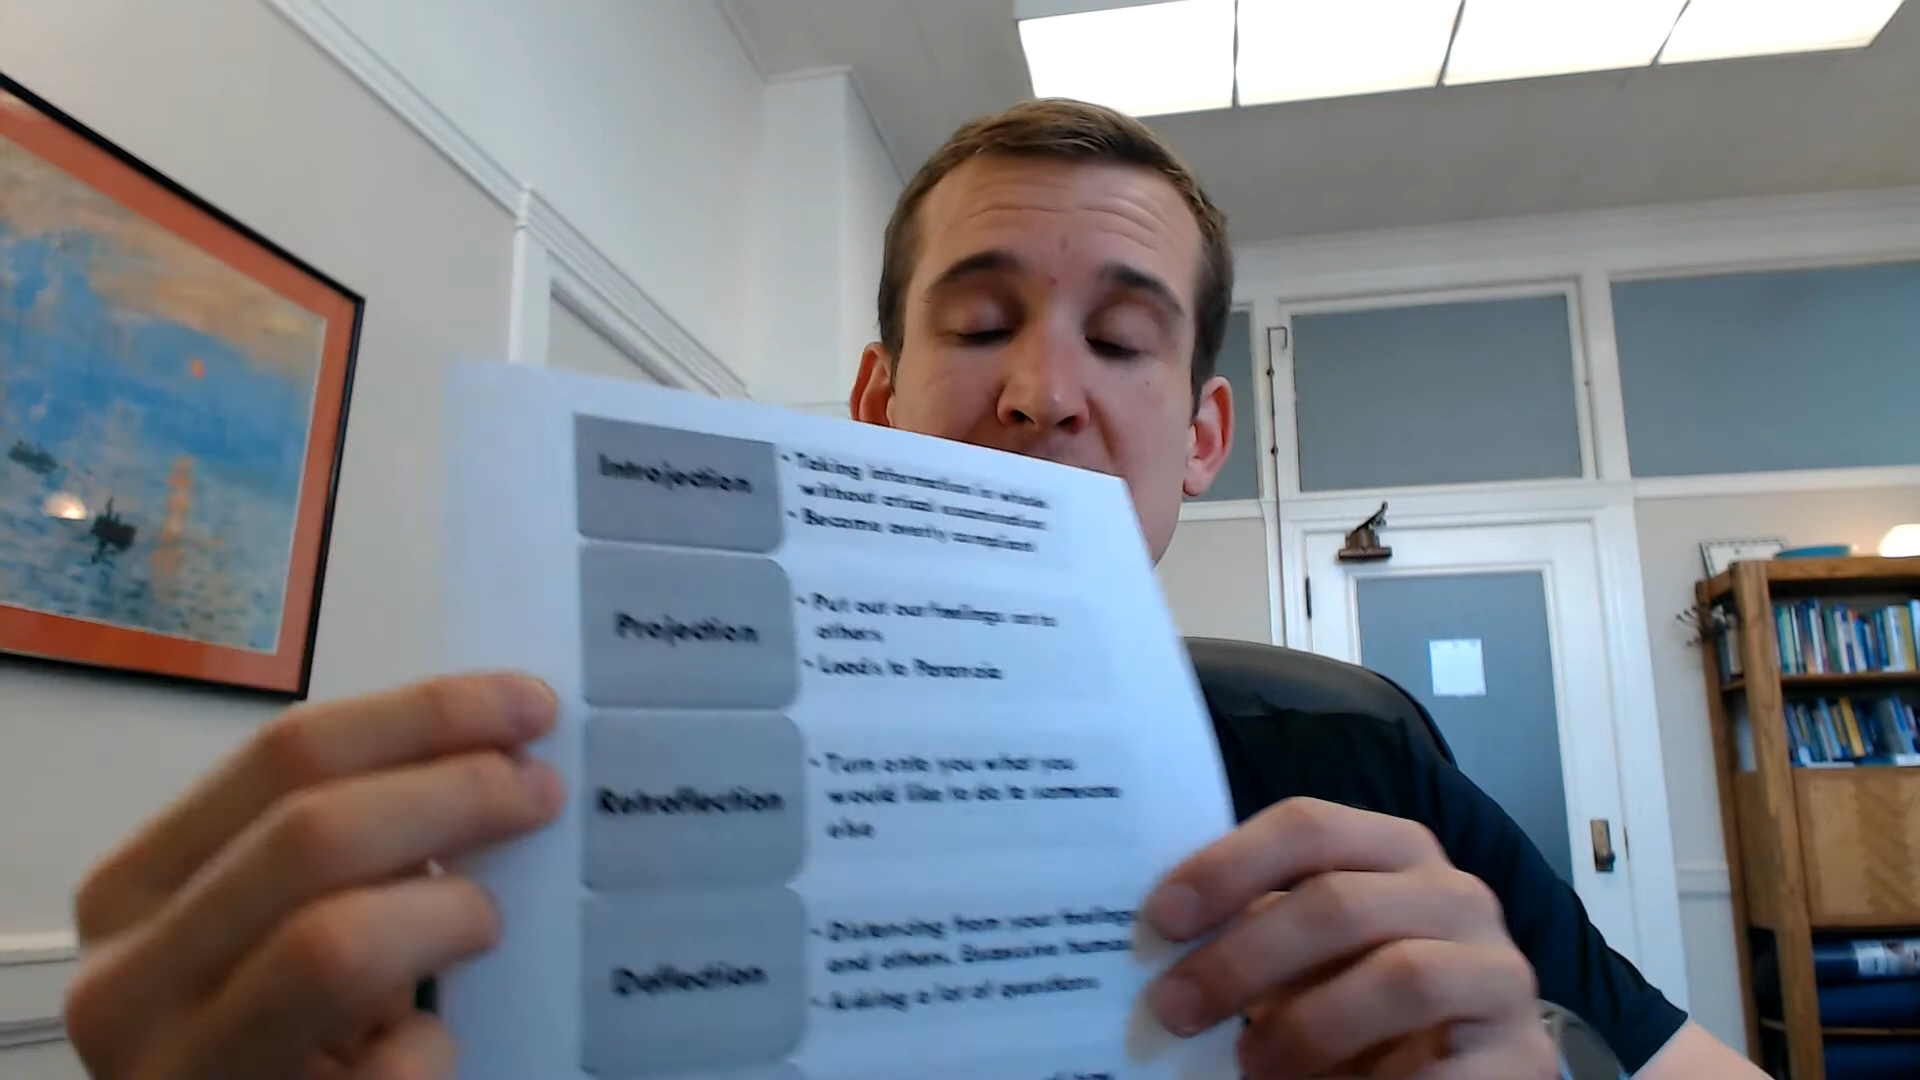 Introjection
• Taking information in whole
without critical examination
• Become overly compliant
Projection
• Put out our feelings on to
others
• Leads to Paranoia
Retroflection
• Turn onto you what you
would like to do to someone
else
Deflection
• Distancing from your feelings
and others. Excessive humor
• Asking a lot of questions